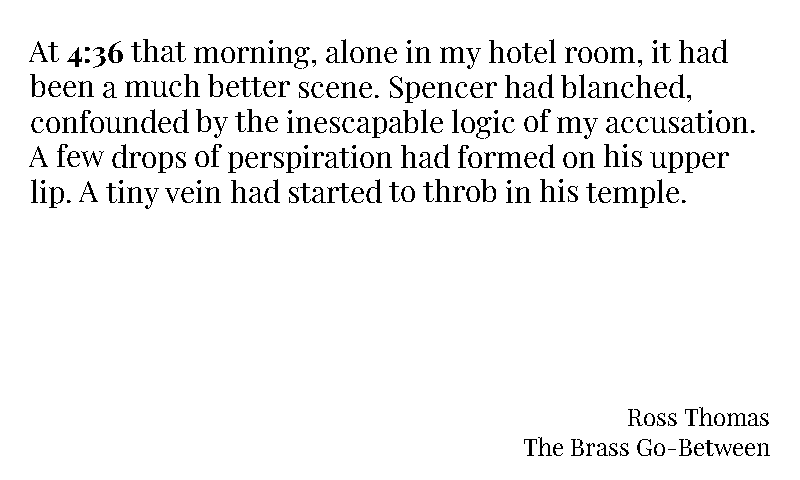 At 4:36 that morning, alone in my hotel room, it had
been a much better scene. Spencer had blanched,
confounded by the inescapable logic of my accusation.
A few drops of perspiration had formed on his upper
lip. A tiny vein had started to throb in his temple.
Ross Thomas
The Brass Go-Between